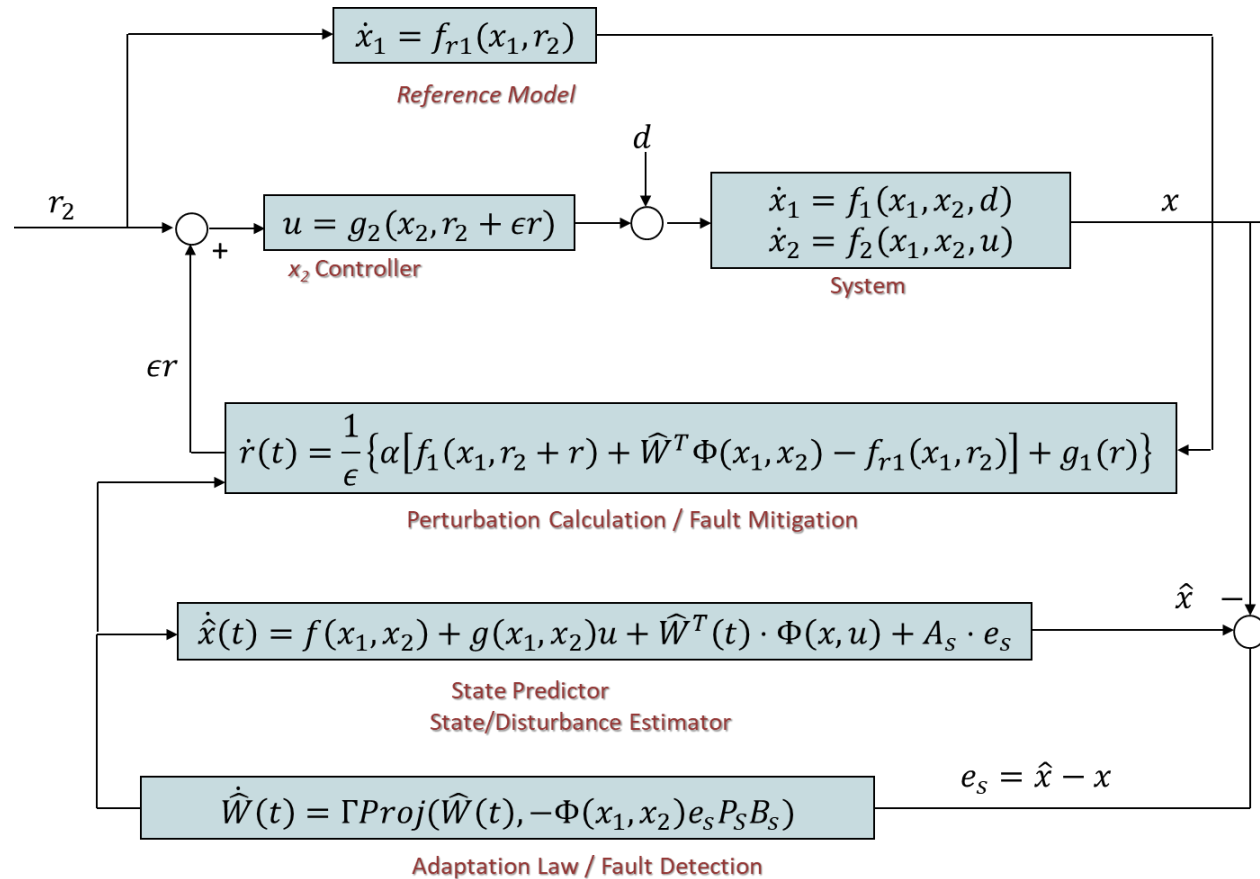 ẋ₁ = f_{r1}(x₁, r₂)
Reference Model
d
r₂
+
u = g₂(x₂, r₂ + ϵr)
x₂ Controller
ẋ₁ = f₁(x₁, x₂, d)
ẋ₂ = f₂(x₁, x₂, u)
System
x
ϵr
ṙ(t) = \frac{1}{ϵ}{α[f₁(x₁, r₂ + r) + Ŵ^T Φ(x₁, x₂) − f_{r1}(x₁, r₂)] + g₁(r)}
Perturbation Calculation / Fault Mitigation
x̂ −
\dot{x̂}(t) = f(x₁, x₂) + g(x₁, x₂)u + Ŵ^T(t) · Φ(x, u) + A_s · e_s
State Predictor
State/Disturbance Estimator
e_s = x̂ − x
\dot{Ŵ}(t) = ΓProj(Ŵ(t), −Φ(x₁, x₂)e_s P_S B_s)
Adaptation Law / Fault Detection